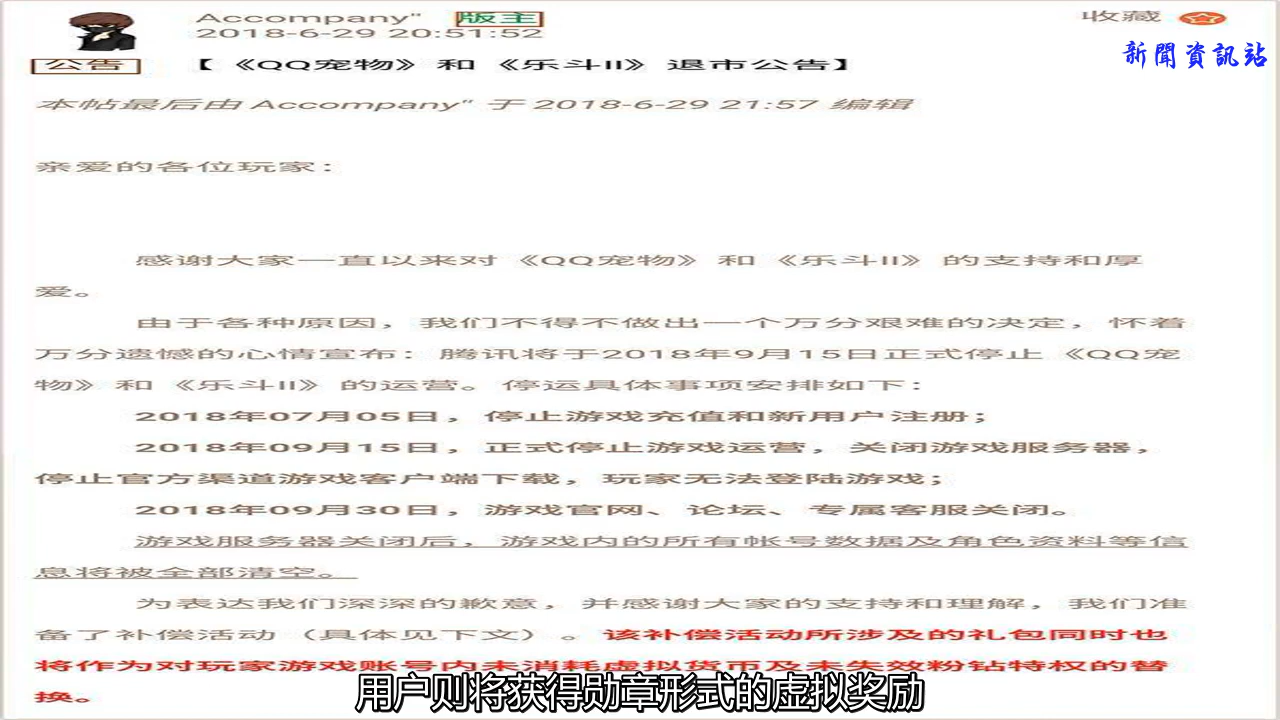 Accompany" 版主
收藏
2018-6-29 20:51:52
新聞資訊站
公告 【《QQ宠物》和《乐斗II》退市公告】
本帖最后由 Accompany" 于 2018-6-29 21:57 编辑
亲爱的各位玩家：
感谢大家一直以来对《QQ宠物》和《乐斗II》的支持和厚
爱。
由于各种原因，我们不得不做出一个万分艰难的决定，怀着
万分遗憾的心情宣布：腾讯将于2018年9月15日正式停止《QQ宠
物》和《乐斗II》的运营。停运具体事项安排如下：
2018年07月05日，停止游戏充值和新用户注册；
2018年09月15日，正式停止游戏运营，关闭游戏服务器，
停止官方渠道游戏客户端下载，玩家无法登陆游戏；
2018年09月30日，游戏官网、论坛、专属客服关闭。
游戏服务器关闭后，游戏内的所有帐号数据及角色资料等信
息将被全部清空。
为表达我们深深的歉意，并感谢大家的支持和理解，我们准
备了补偿活动（具体见下文）。该补偿活动所涉及的礼包同时也
将作为对玩家游戏账号内未消耗虚拟货币及未失效粉钻特权的替
换。
用户则将获得勋章形式的虚拟奖励